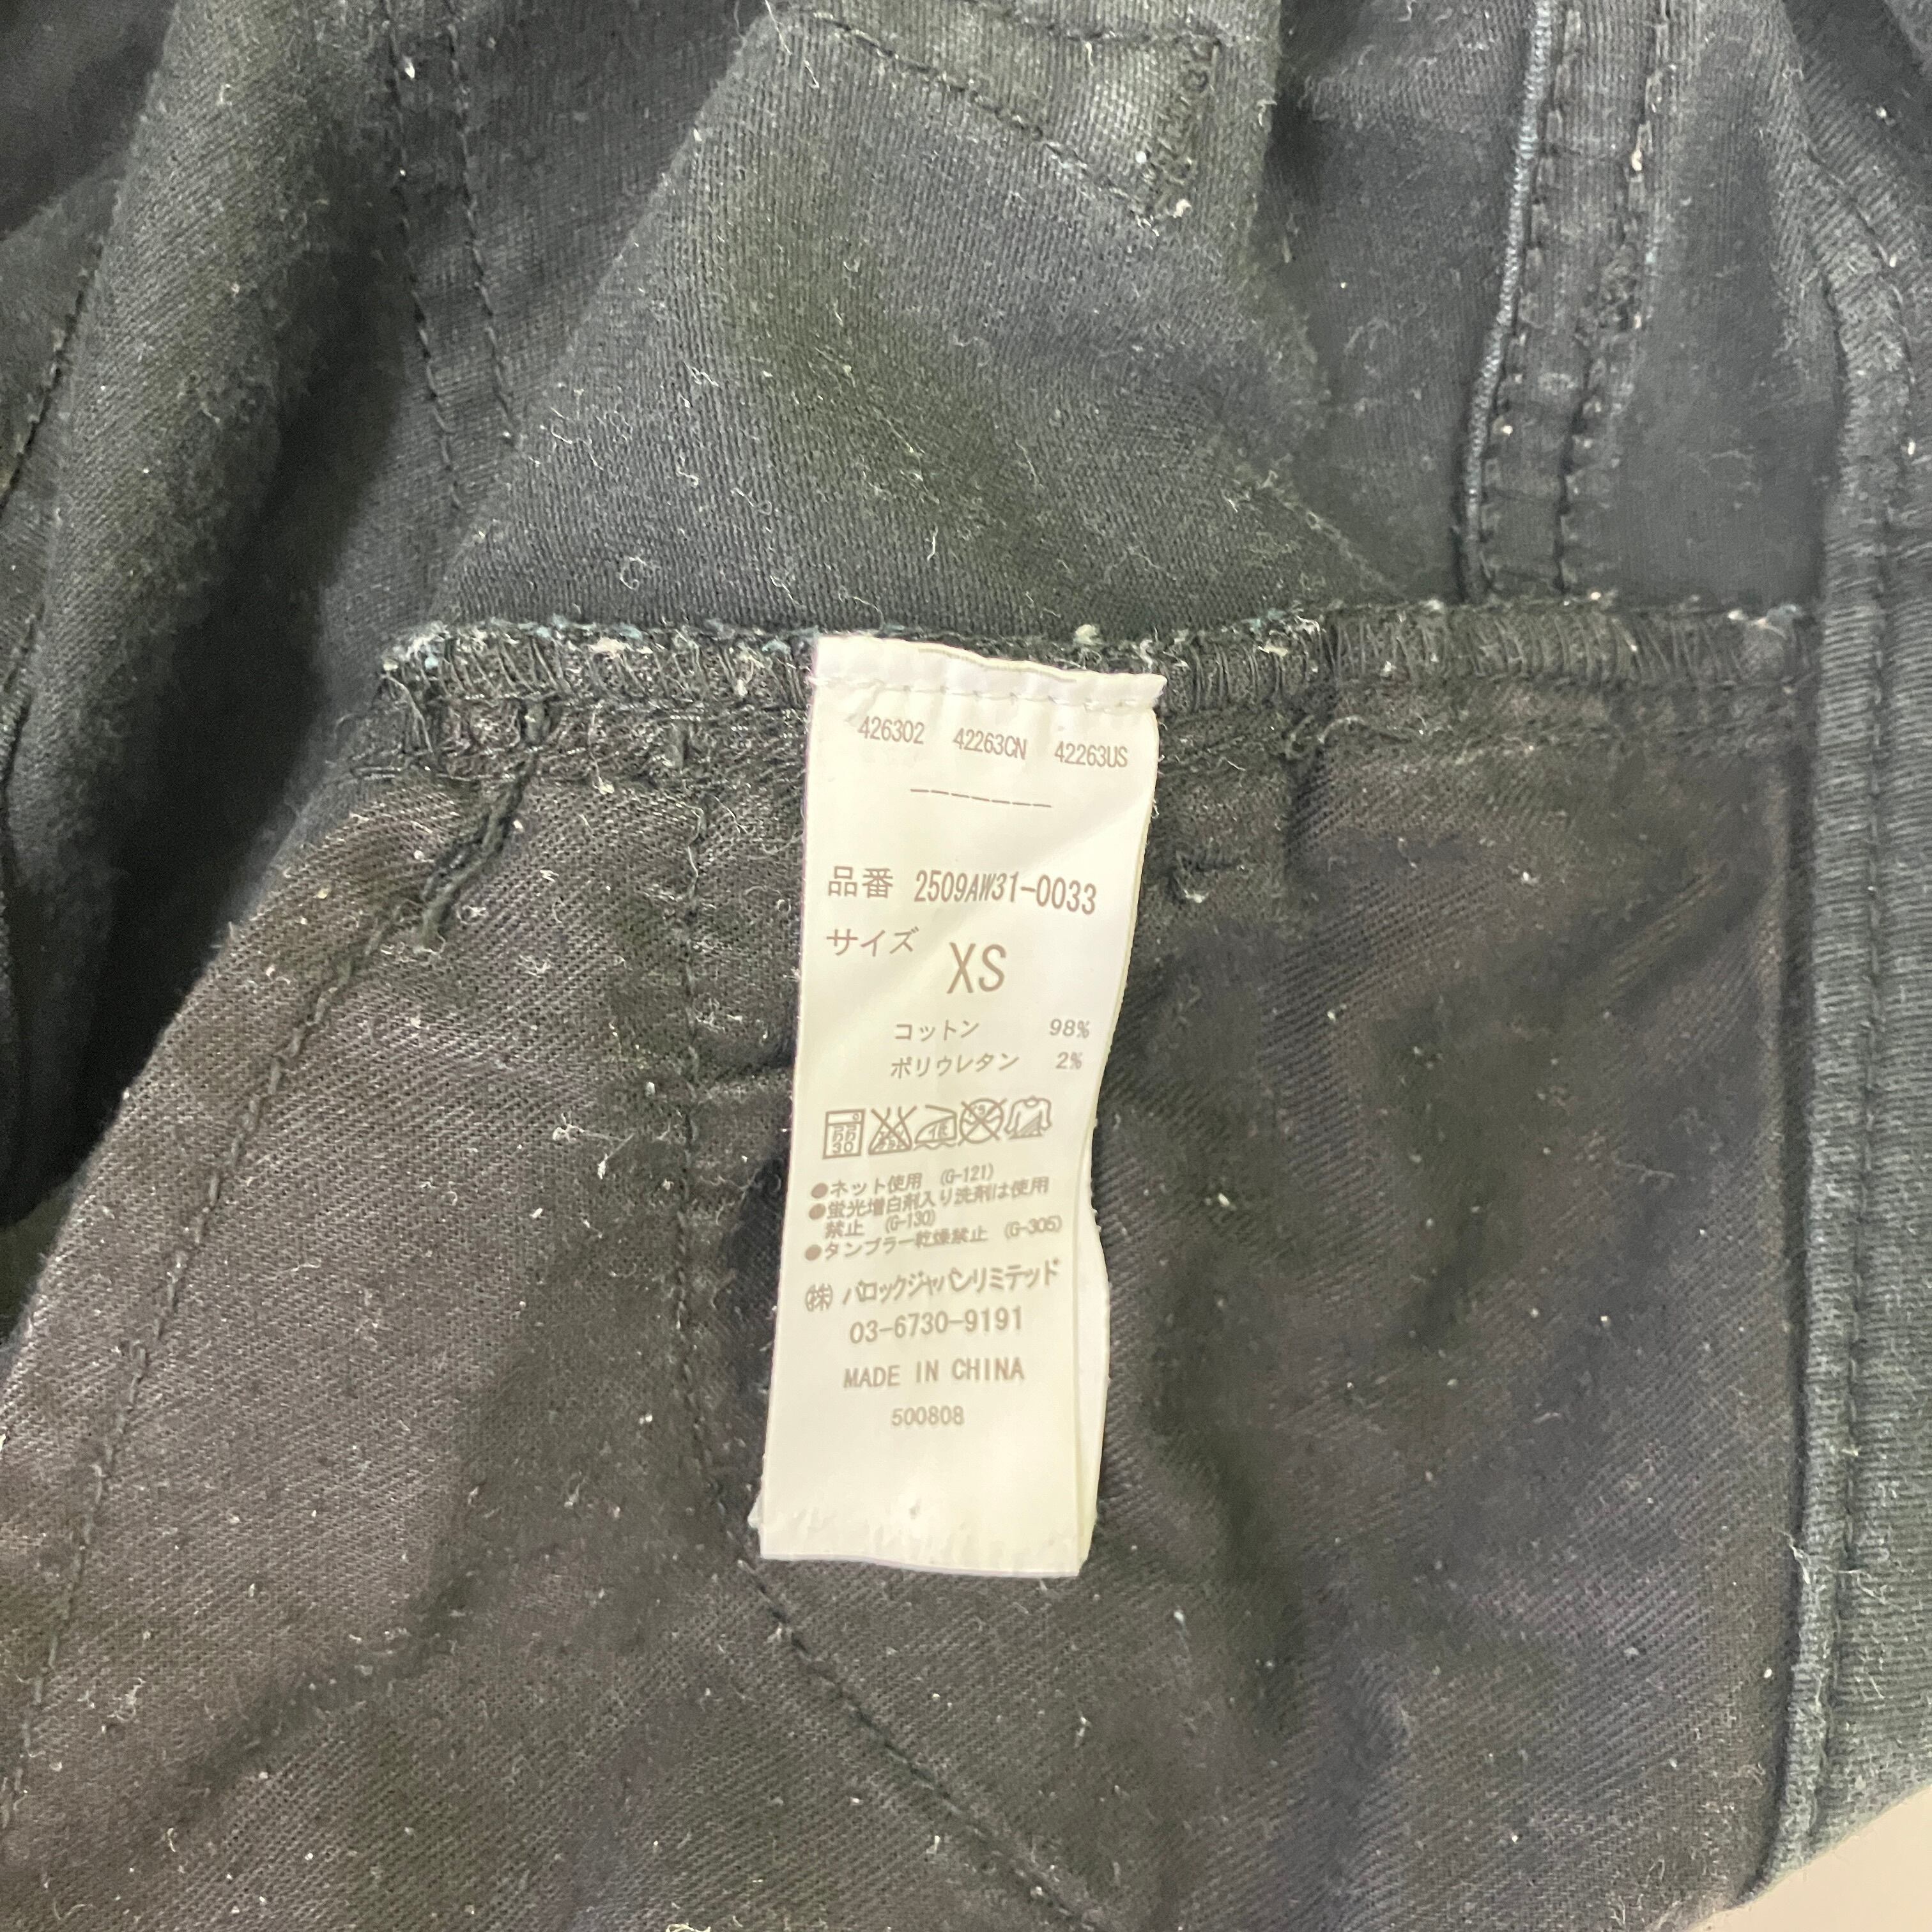 426302 42263CN 42263US
-------
品番 2509AW31-0033
サイズ XS
コットン 98%
ポリウレタン 2%
30
●ネット使用 (G-121)
●蛍光増白剤入り洗剤は使用
禁止 (G-130)
●タンブラー乾燥禁止 (G-305)
㈱バロックジャパンリミテッド
03-6730-9191
MADE IN CHINA
500808